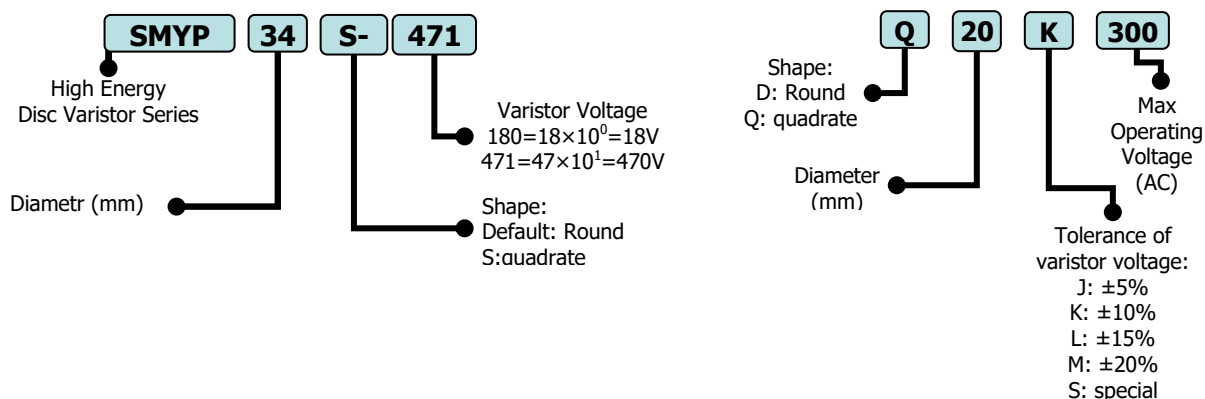 SMYP 34 S- 471
High Energy
Disc Varistor Series
Varistor Voltage
180=18×10⁰=18V
471=47×10¹=470V
Diametr (mm)
Shape:
Default: Round
S:quadrate
Q 20 K 300
Shape:
D: Round
Q: quadrate
Max
Operating
Voltage
(AC)
Diameter
(mm)
Tolerance of
varistor voltage:
J: ±5%
K: ±10%
L: ±15%
M: ±20%
S: special